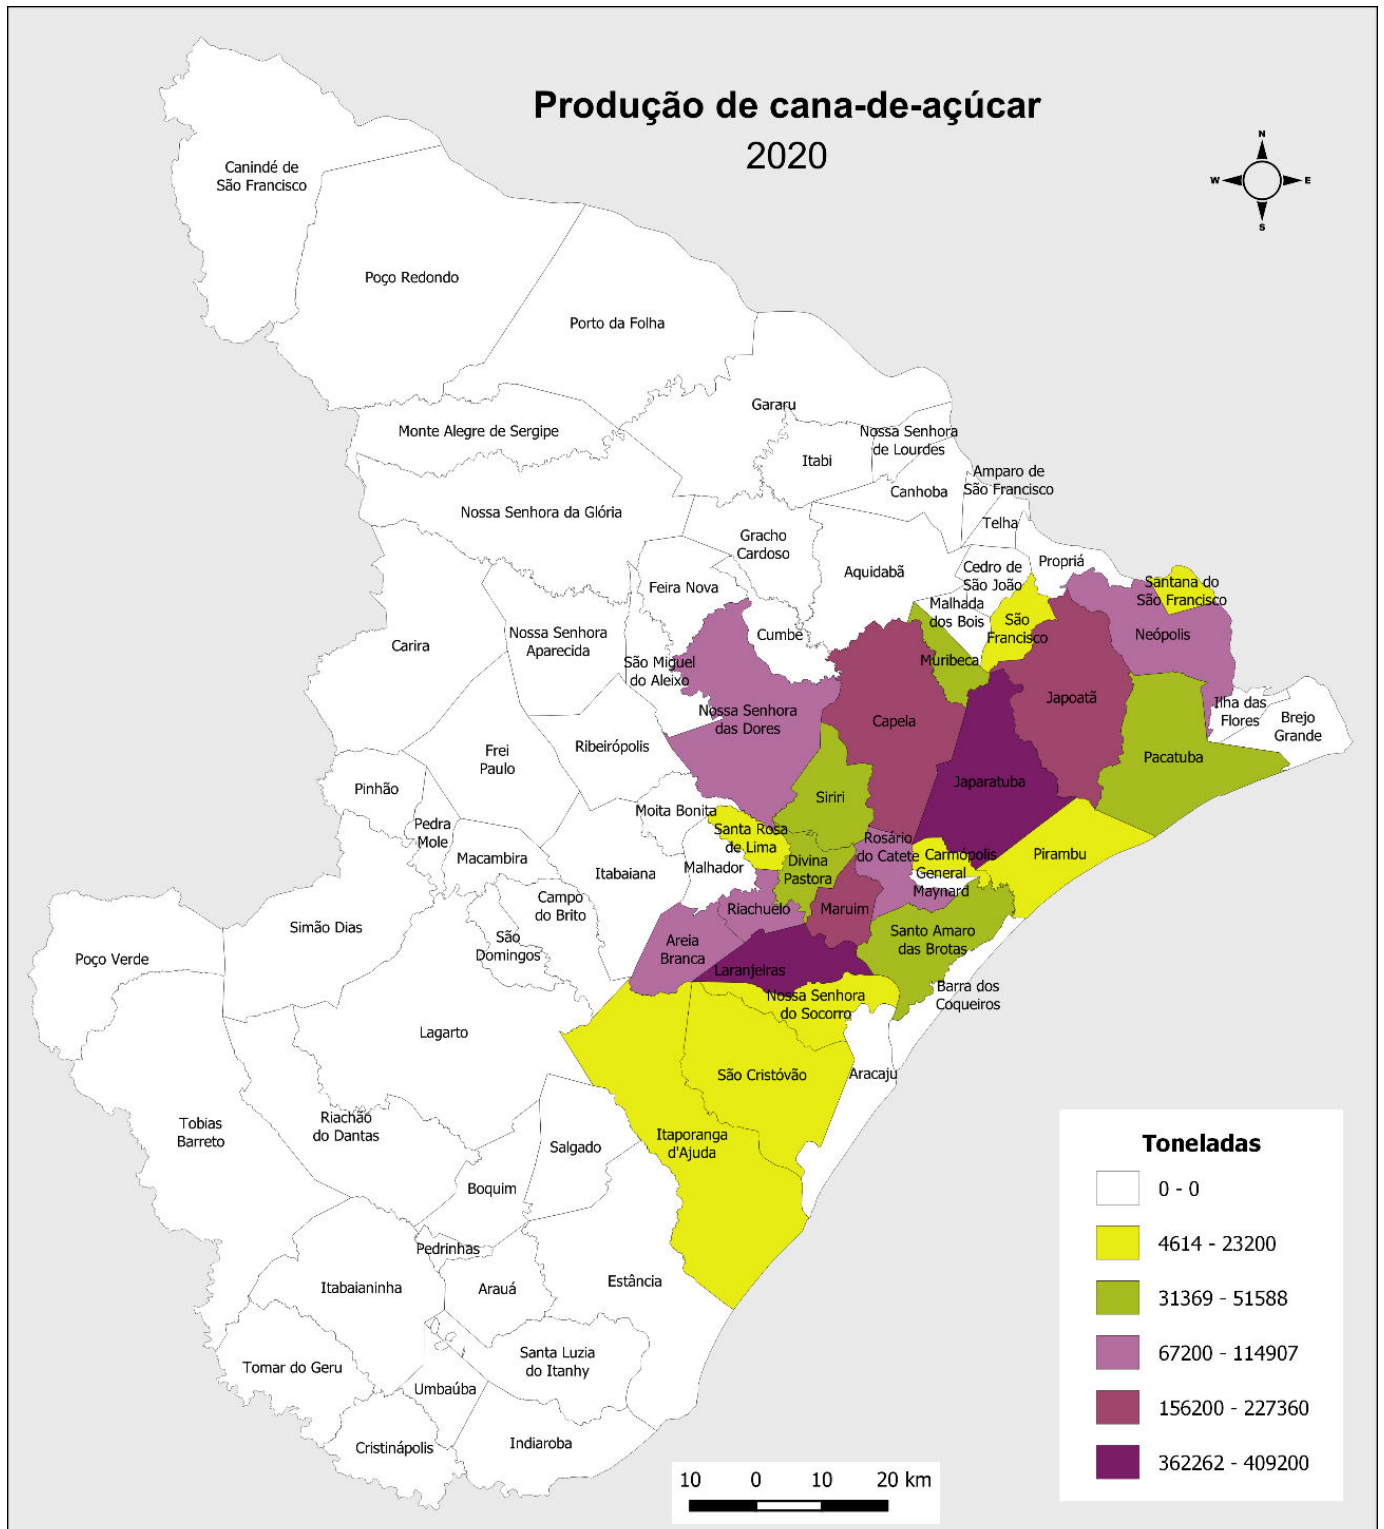 Produção de cana-de-açúcar
2020
N
W
E
S
Canindé de
São Francisco
Poço Redondo
Porto da Folha
Gararu
Monte Alegre de Sergipe
Nossa Senhora
de Lourdes
Itabi
Amparo de
São Francisco
Canhoba
Nossa Senhora da Glória
Telha
Gracho
Cardoso
Propriá
Aquidabã
Cedro de
São João
Santana do
São Francisco
Feira Nova
Malhada
dos Bois
São
Francisco
Neópolis
Nossa Senhora
Aparecida
Cumbe
Carira
Muribeca
São Miguel
do Aleixo
Japoatã
Nossa Senhora
das Dores
Capela
Ilha das
Flores
Brejo
Grande
Ribeirópolis
Frei
Paulo
Pacatuba
Japaratuba
Pinhão
Siriri
Moita Bonita
Pedra
Mole
Santa Rosa
de Lima
Rosário
do Catete
Carmópolis
Pirambu
Macambira
Itabaiana
Malhador
Divina
Pastora
General
Maynard
Campo
do Brito
Riachuelo
Maruim
Simão Dias
São
Domingos
Santo Amaro
das Brotas
Areia
Branca
Poço Verde
Laranjeiras
Barra dos
Coqueiros
Nossa Senhora
do Socorro
Lagarto
São Cristóvão
Aracaju
Tobias
Barreto
Riachão
do Dantas
Itaporanga
d'Ajuda
Salgado
Boquim
Pedrinhas
Itabaianinha
Arauá
Estância
Santa Luzia
do Itanhy
Tomar do Geru
Umbaúba
Cristinápolis
Indiaroba
Toneladas
0 - 0
4614 - 23200
31369 - 51588
67200 - 114907
156200 - 227360
362262 - 409200
10 0 10 20 km